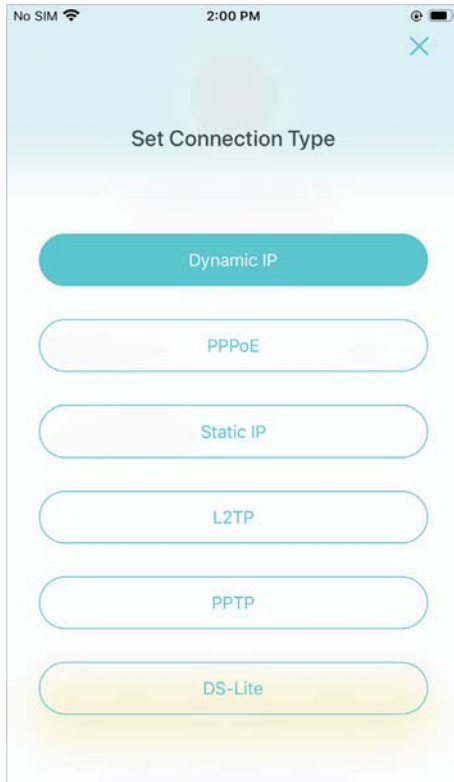 No SIM 2:00 PM
Set Connection Type
Dynamic IP
PPPoE
Static IP
L2TP
PPTP
DS-Lite